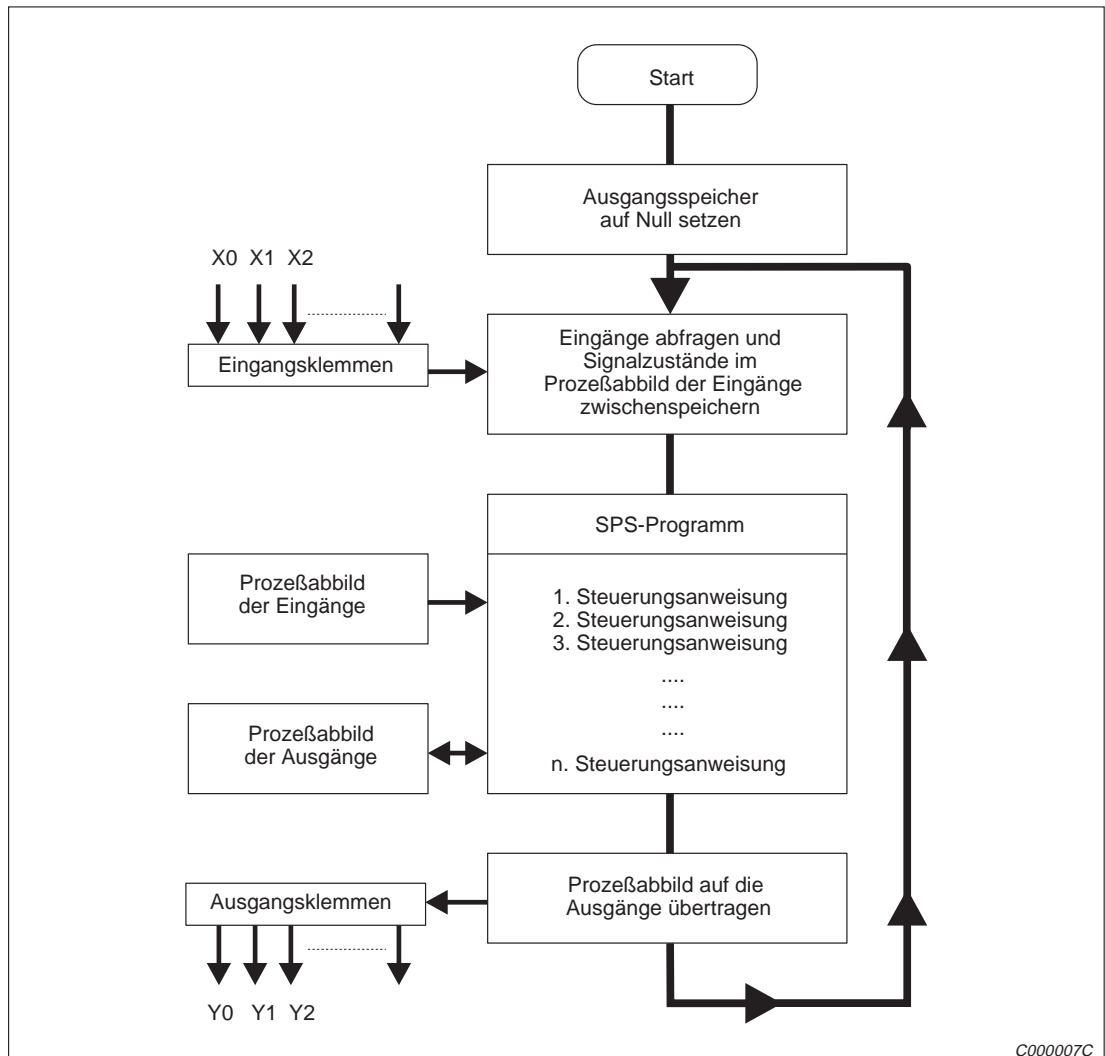 Start
Ausgangsspeicher
auf Null setzen
X0 X1 X2
Eingangsklemmen
Eingänge abfragen und
Signalzustände im
Prozeßabbild der Eingänge
zwischenspeichern
SPS-Programm
Prozeßabbild
der Eingänge
1. Steuerungsanweisung
2. Steuerungsanweisung
3. Steuerungsanweisung
....
....
....
n. Steuerungsanweisung
Prozeßabbild
der Ausgänge
Prozeßabbild auf die
Ausgänge übertragen
Ausgangsklemmen
Y0 Y1 Y2
C000007C